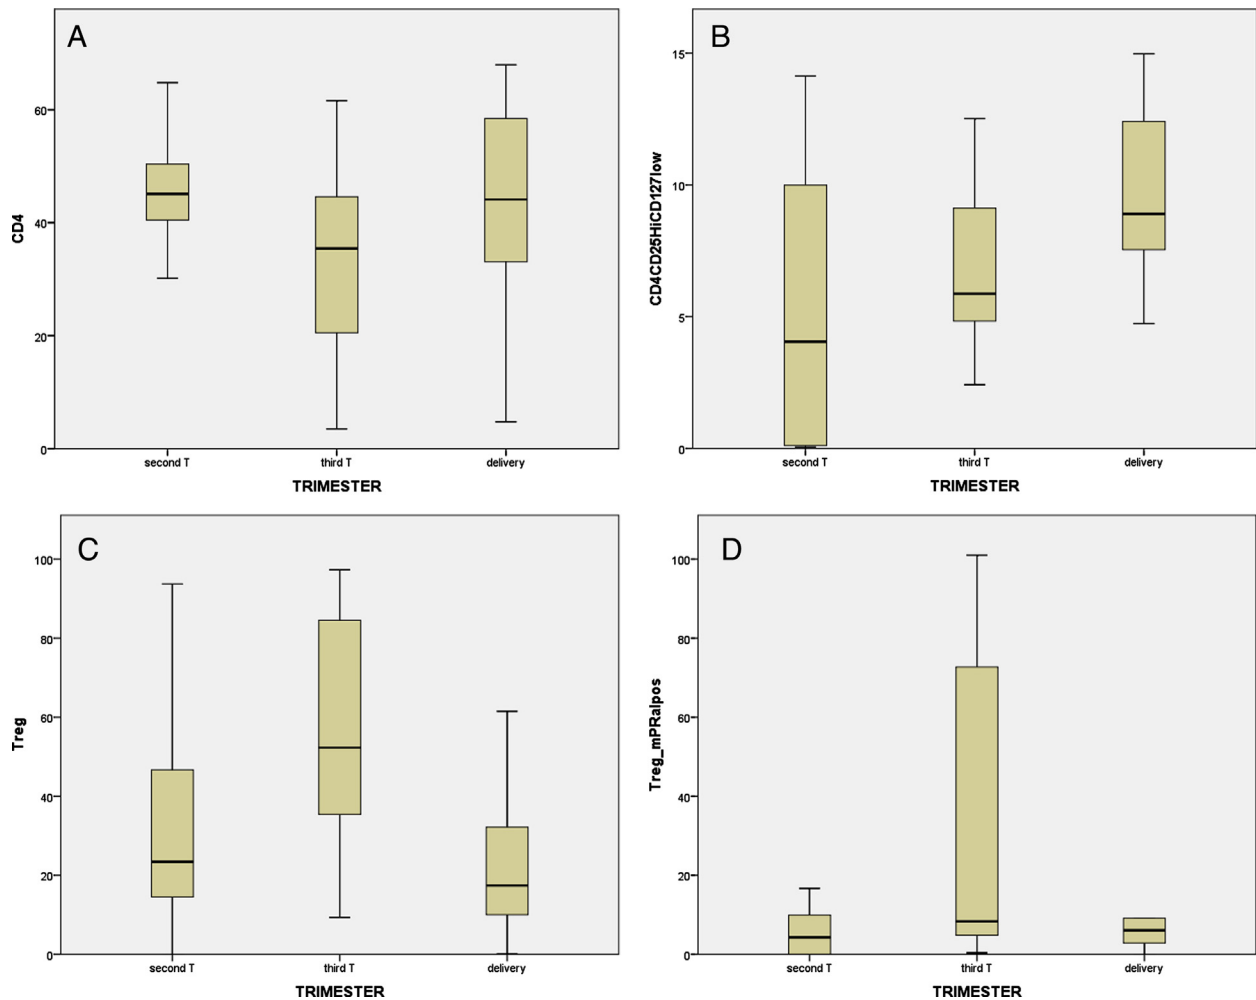 A
CD4
60
40
20
0
second T
third T
delivery
TRIMESTER
B
CD4CD25HiCD127low
15
10
5
0
second T
third T
delivery
TRIMESTER
C
Treg
100
80
60
40
20
0
second T
third T
delivery
TRIMESTER
D
Treg_mPRalpos
100
80
60
40
20
0
second T
third T
delivery
TRIMESTER